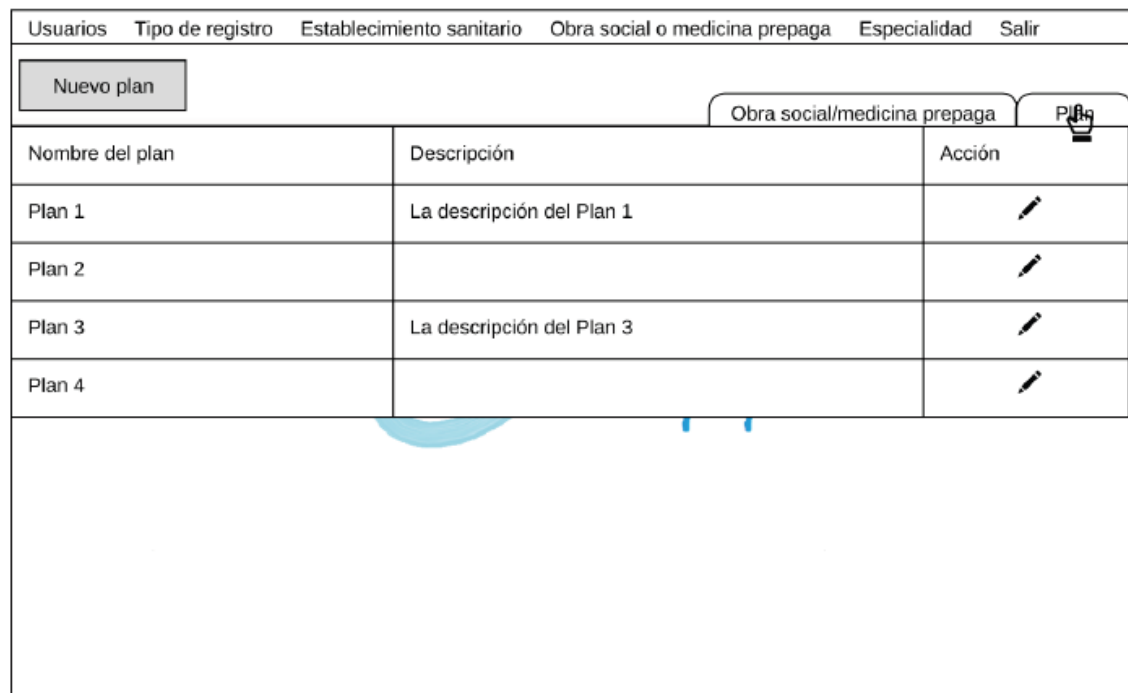 Usuarios Tipo de registro Establecimiento sanitario Obra social o medicina prepaga Especialidad Salir
Nuevo plan
Obra social/medicina prepaga Plan
Nombre del plan Descripción Acción
Plan 1 La descripción del Plan 1
Plan 2
Plan 3 La descripción del Plan 3
Plan 4